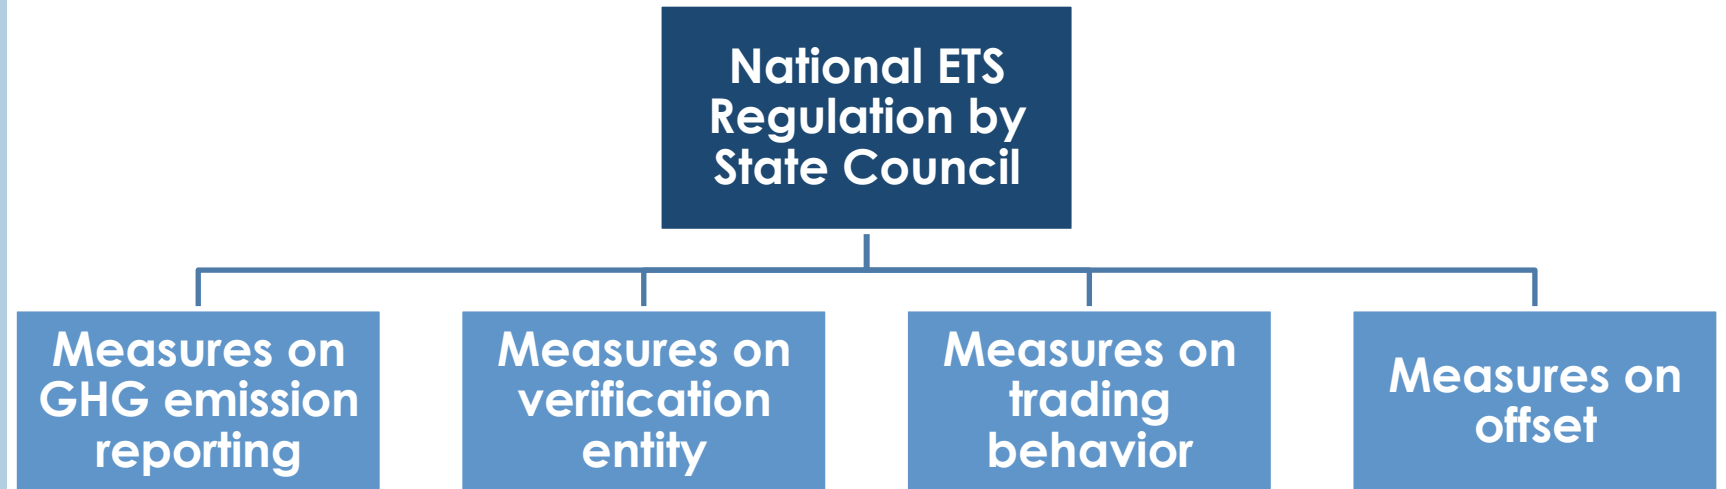 National ETS
Regulation by
State Council
Measures on
GHG emission
reporting
Measures on
verification
entity
Measures on
trading
behavior
Measures on
offset